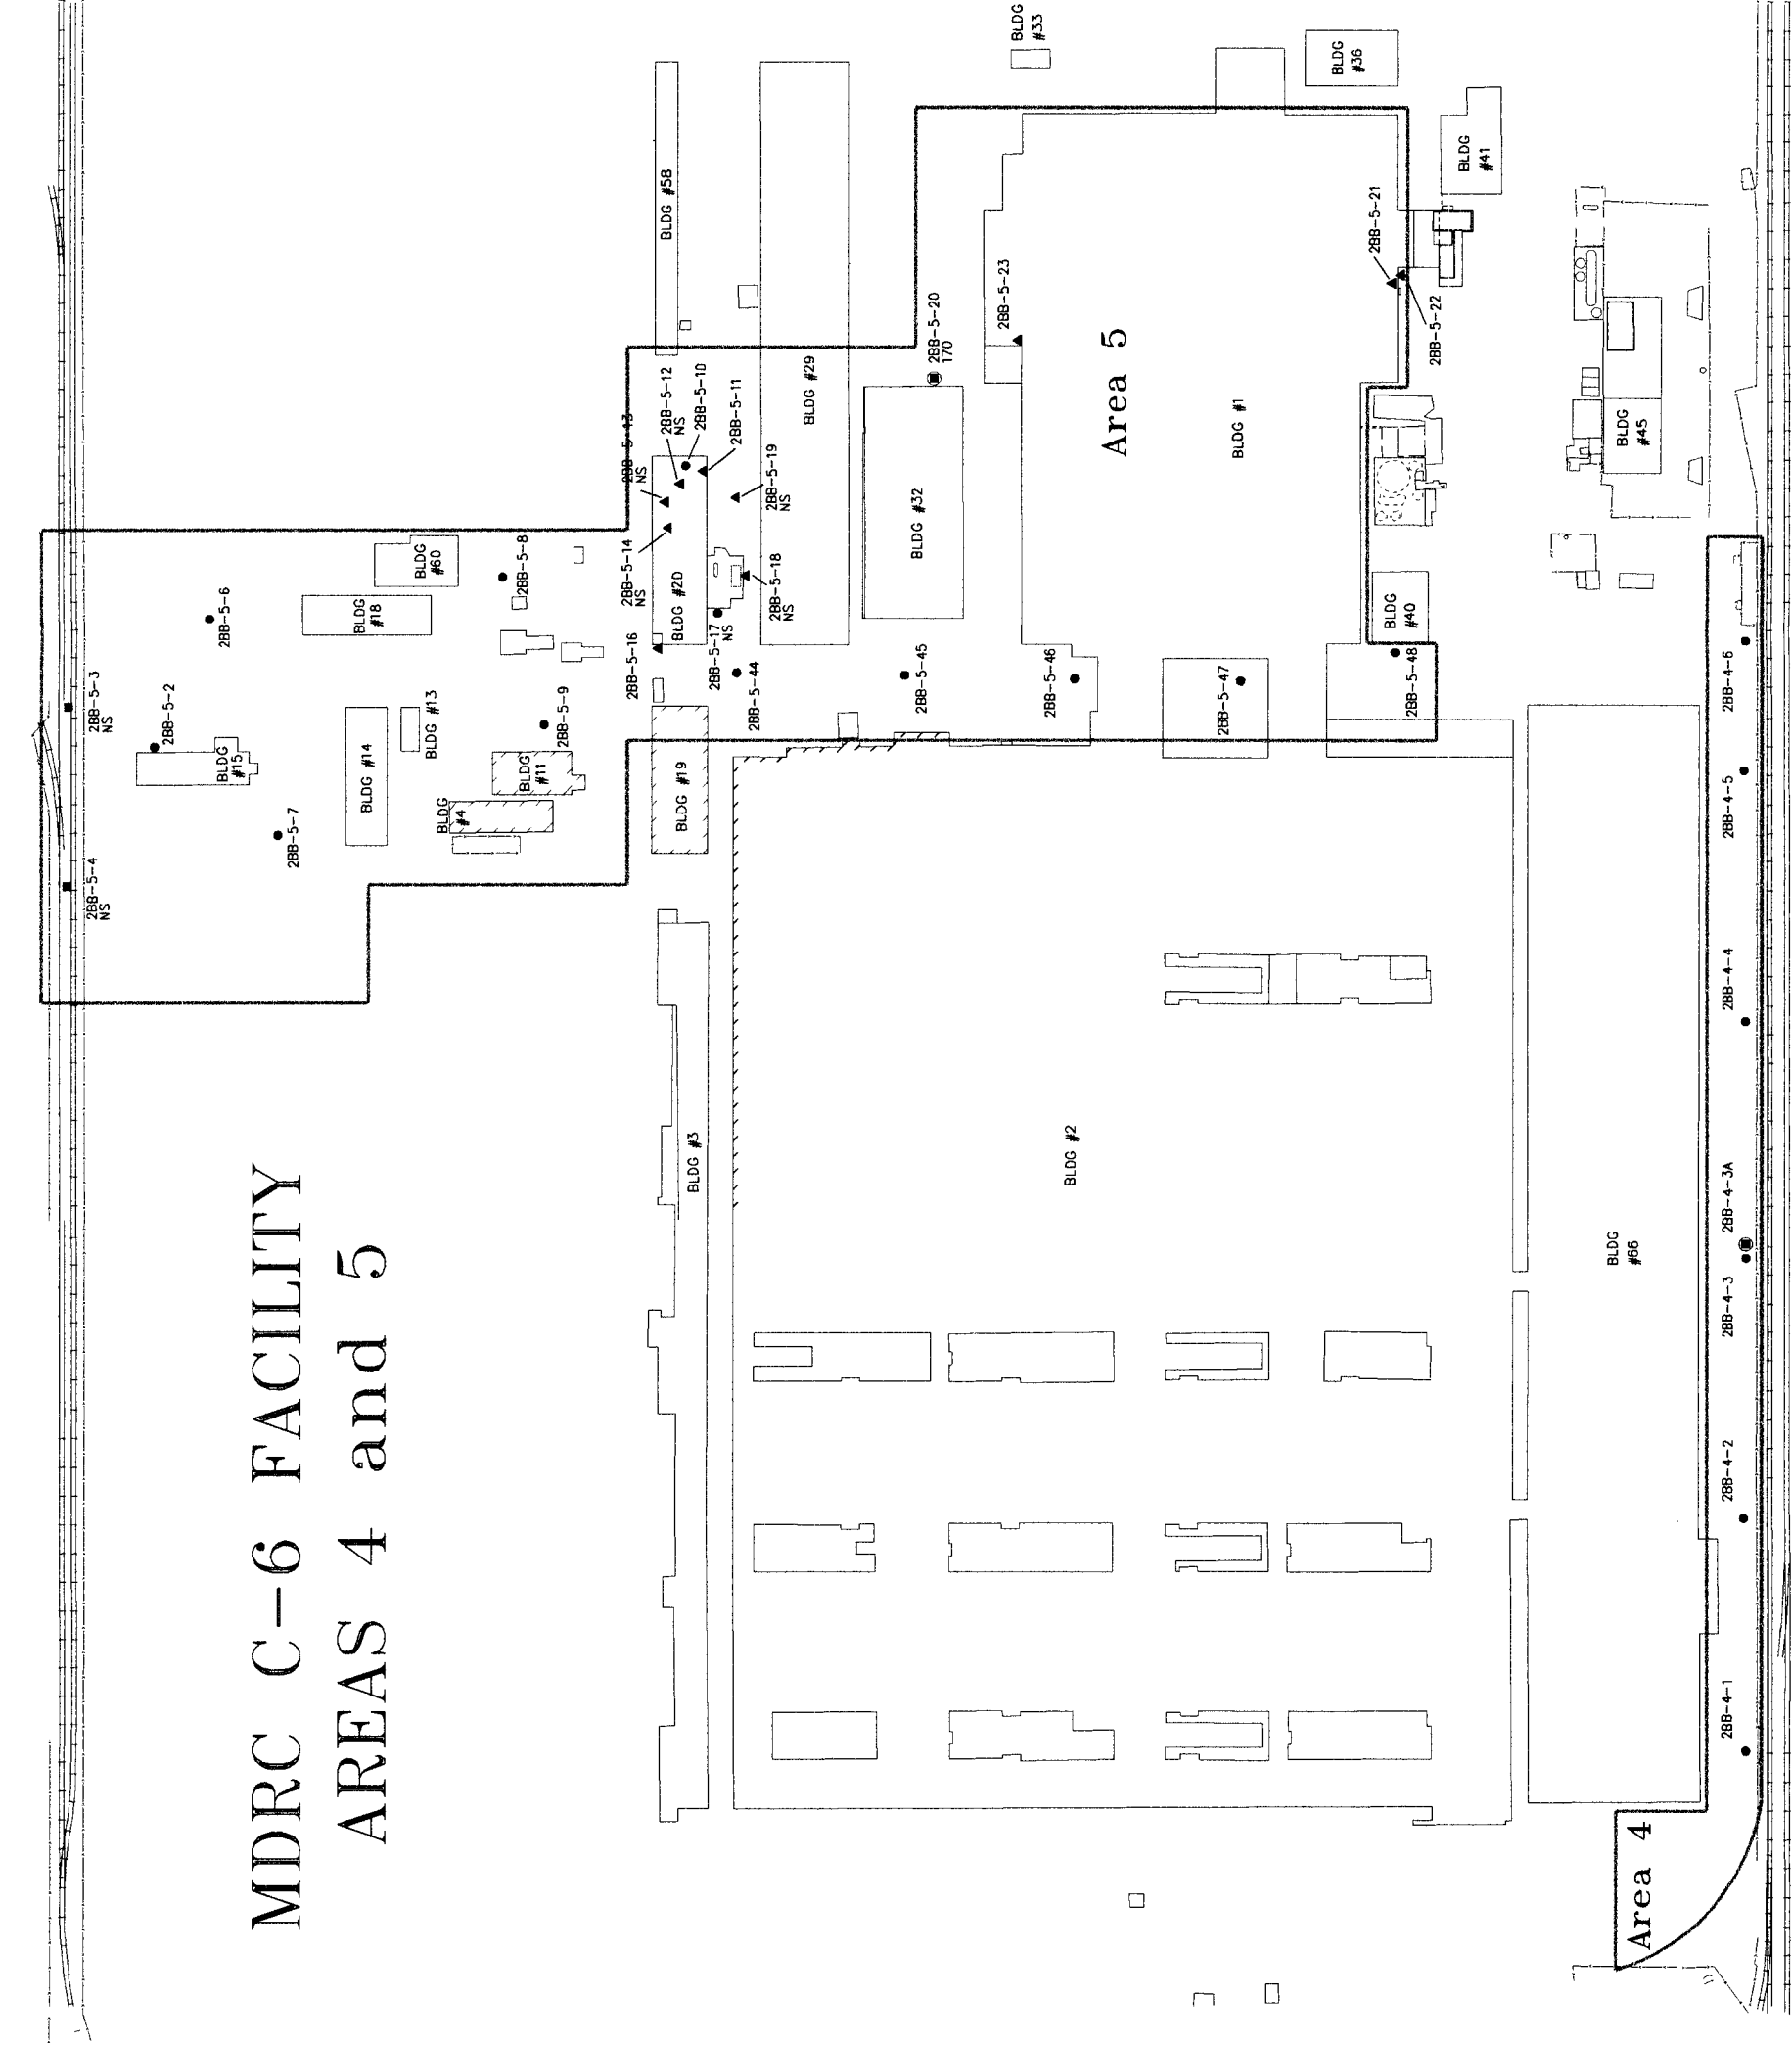 MDRC C-6 FACILITY
AREAS 4 and 5
2BB-5-4
NS
2BB-5-3
NS
2BB-5-2
2BB-5-6
2BB-5-7
BLDG
#15
BLDG #14
BLDG #13
BLDG
#18
BLDG
#60
2BB-5-8
2BB-5-9
BLDG
#11
BLDG
#4
BLDG #19
2BB-5-16
2BB-5-14
NS
2BB-5-13
NS
2BB-5-12
NS
2BB-5-10
2BB-5-11
BLDG #20
2BB-5-17
NS
2BB-5-18
NS
2BB-5-19
NS
2BB-5-44
BLDG #58
BLDG #29
BLDG #32
2BB-5-20
170
2BB-5-23
2BB-5-45
2BB-5-46
2BB-5-47
2BB-5-48
Area 5
BLDG #1
BLDG
#33
BLDG
#36
BLDG
#41
2BB-5-21
2BB-5-22
BLDG
#40
BLDG
#45
BLDG #3
BLDG #2
BLDG
#66
Area 4
2BB-4-1
2BB-4-2
2BB-4-3
2BB-4-3A
2BB-4-4
2BB-4-5
2BB-4-6